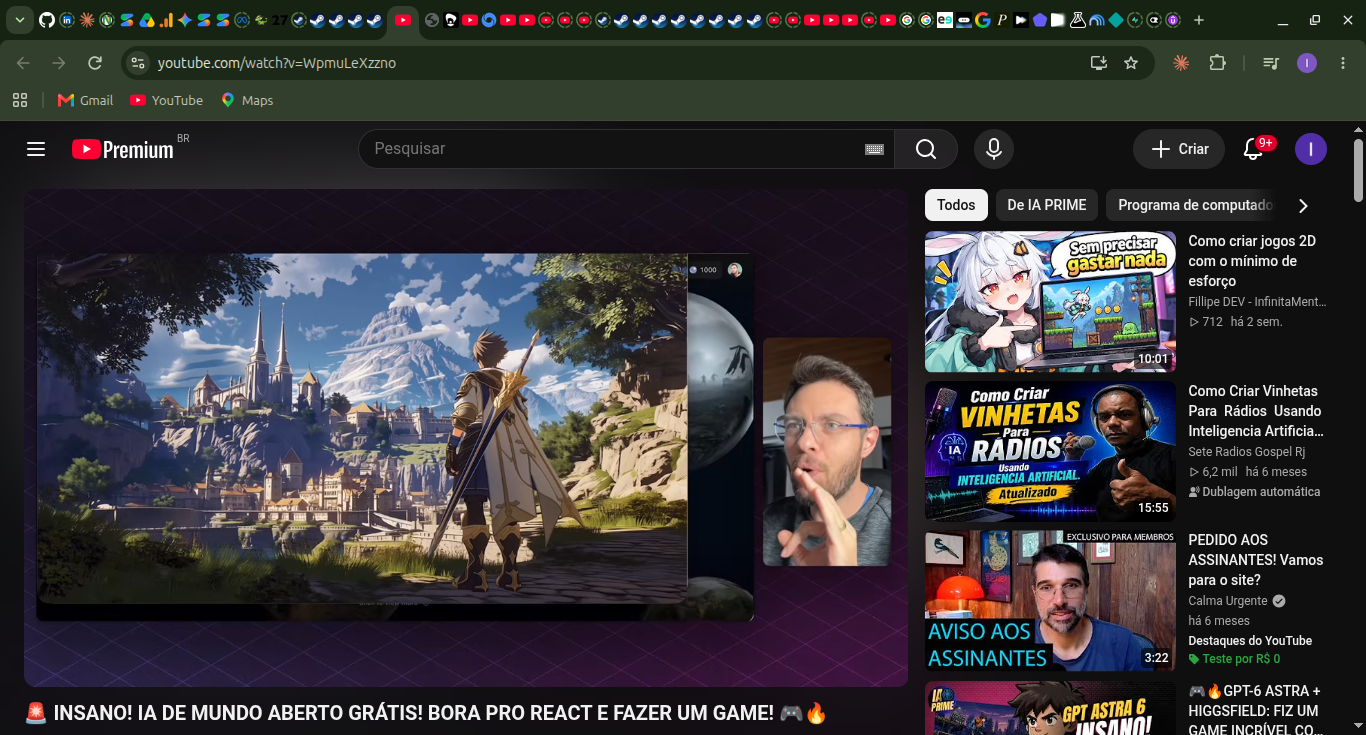 27
youtube.com/watch?v=WpmuLeXzzno
I
Gmail
YouTube
Maps
Premium BR
Pesquisar
Criar
9+
I
1000
🚨 INSANO! IA DE MUNDO ABERTO GRÁTIS! BORA PRO REACT E FAZER UM GAME! 🎮🔥
Todos
De IA PRIME
Programa de computado
Sem precisar
gastar nada
10:01
Como criar jogos 2D
com o mínimo de
esforço
Fillipe DEV - InfinitaMent...
712 há 2 sem.
Como Criar
VINHETAS
Para
RÁDIOS
IA
Usando
INTELIGENCIA ARTIFICIAL.
Atualizado
15:55
Como Criar Vinhetas
Para Rádios Usando
Inteligencia Artificia...
Sete Radios Gospel Rj
6,2 mil há 6 meses
Dublagem automática
EXCLUSIVO PARA MEMBROS
AVISO AOS
ASSINANTES
3:22
PEDIDO AOS
ASSINANTES! Vamos
para o site?
Calma Urgente
há 6 meses
Destaques do YouTube
Teste por R$ 0
IA
PRIME
GPT ASTRA 6
INSANO!
🎮🔥GPT-6 ASTRA +
HIGGSFIELD: FIZ UM
GAME INCRÍVEL CO...